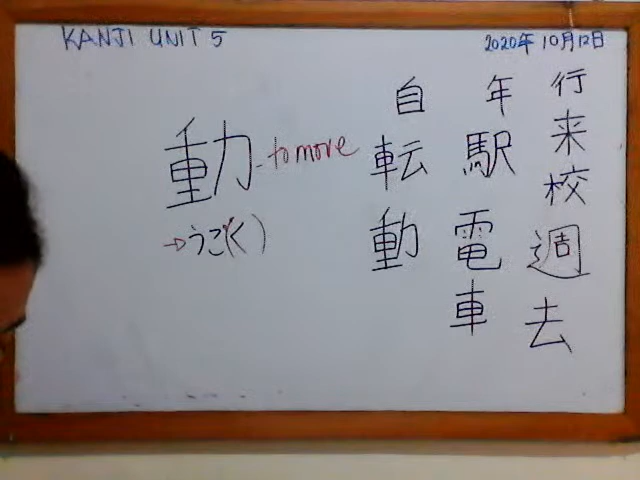 KANJI UNIT 5
2020年10月12日
行来校週去
年駅電車
自転動
動 - to move
→ うご(く)